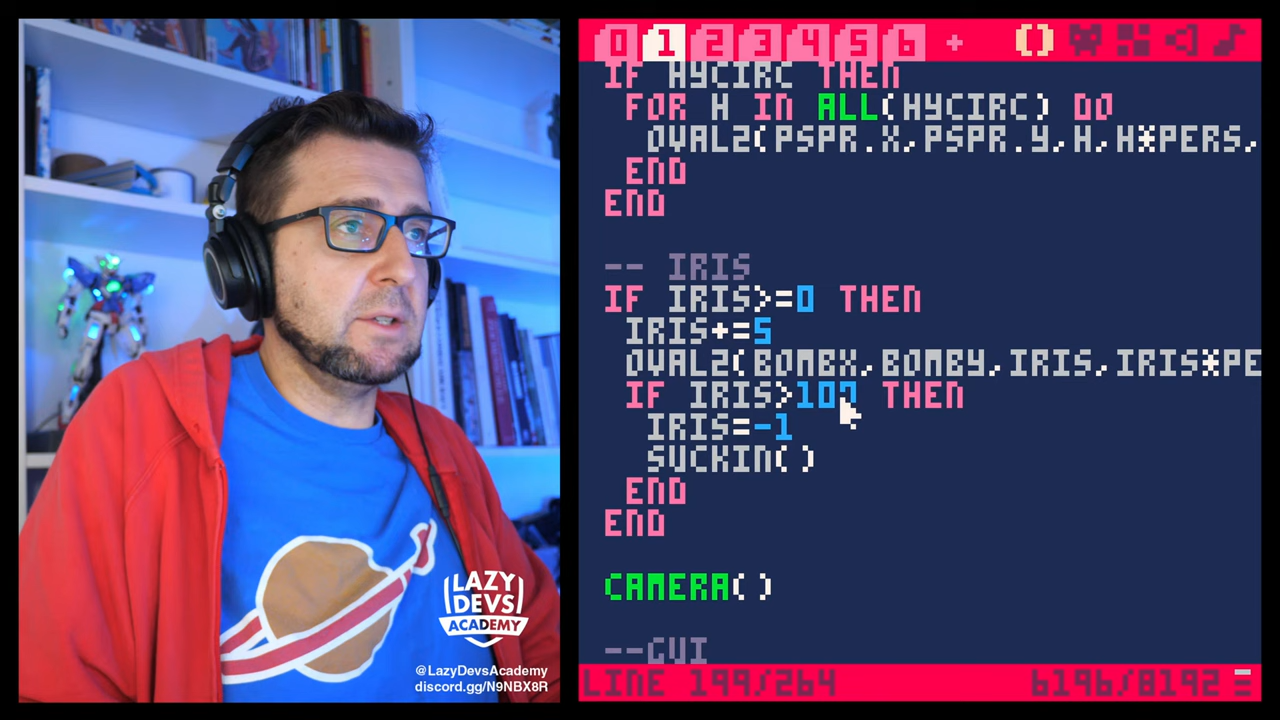 0 1 2 3 4 5 6 + ()
IF HYCIRC THEN
FOR H IN ALL(HYCIRC) DO
OVAL2(PSPR.X,PSPR.Y,H,H*PERS,
END
END
-- IRIS
IF IRIS>=0 THEN
IRIS+=5
OVAL2(BOMBX,BOMBY,IRIS,IRIS*PE
IF IRIS>100 THEN
IRIS=-1
SUCKIN()
END
END
CAMERA()
--GUI
LINE 199/264
6196/8192
LAZY
DEVS
ACADEMY
@LazyDevsAcademy
discord.gg/N9NBX8R